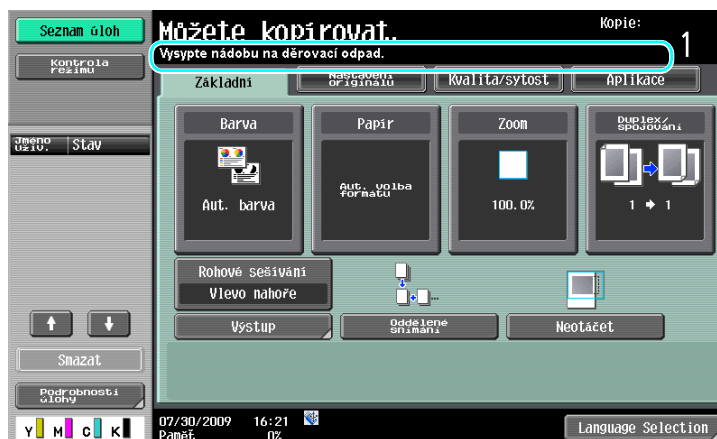 Seznam úloh
Kontrola
režimu
Jméno
uživ.
Stav
Smazat
Podrobnosti
úlohy
Y M C K
Můžete kopírovat.
Kopie:
1
Vysypte nádobu na děrovací odpad.
Základní
Nastavení
originálu
Kvalita/sytost
Aplikace
Barva
Aut. barva
Papír
Aut. volba
formátu
Zoom
100.0%
Duplex/
spojování
1 → 1
Rohové sešívání
Vlevo nahoře
Výstup
Oddělené
snímání
Neotáčet
07/30/2009 16:21
Paměť 0%
Language Selection